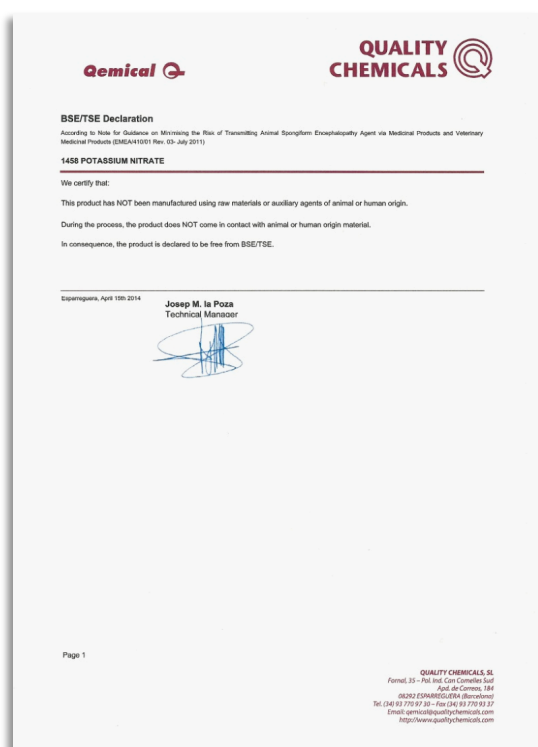 Qemical
QUALITY
CHEMICALS
BSE/TSE Declaration
According to Note for Guidance on Minimising the Risk of Transmitting Animal Spongiform Encephalopathy Agent via Medicinal Products and Veterinary
Medicinal Products (EMEA/410/01 Rev. 03- July 2011)
1458 POTASSIUM NITRATE
We certify that:
This product has NOT been manufactured using raw materials or auxiliary agents of animal or human origin.
During the process, the product does NOT come in contact with animal or human origin material.
In consequence, the product is declared to be free from BSE/TSE.
Esparreguera, April 15th 2014
Josep M. la Poza
Technical Manager
Page 1
QUALITY CHEMICALS, SL
Fornal, 35 – Pol. Ind. Can Comelles Sud
Apd. de Correos, 184
08292 ESPARREGUERA (Barcelona)
Tel. (34) 93 770 97 30 – Fax (34) 93 770 93 37
Email: qemical@qualitychemicals.com
http://www.qualitychemicals.com